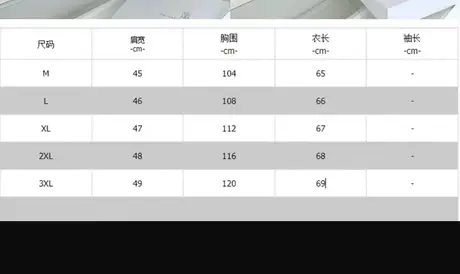 尺码 肩宽 胸围 衣长 袖长
-cm- -cm- -cm- -cm-
M 45 104 65 -
L 46 108 66 -
XL 47 112 67 -
2XL 48 116 68 -
3XL 49 120 69 -